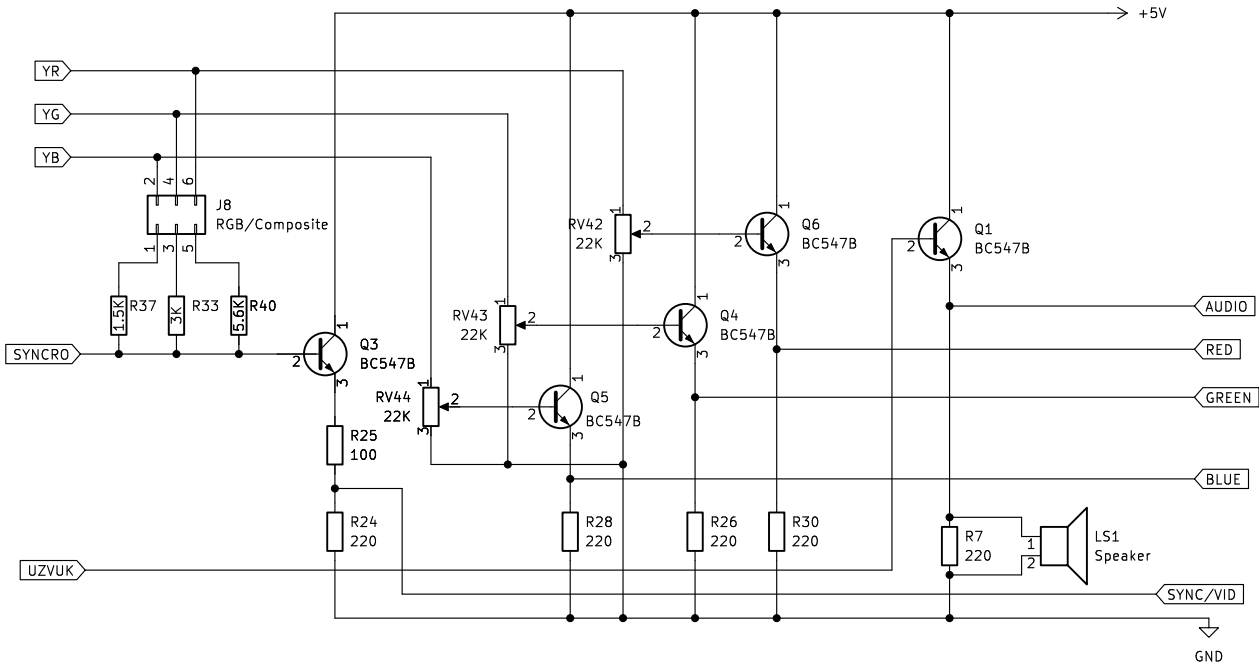 +5V
YR
YG
YB
2 4 6
J8
RGB/Composite
1 3 5
R37
1.5K
R33
3K
R40
5.6K
SYNCRO
1
2
3
Q3
BC547B
R25
100
R24
220
UZVUK
RV44
22K
1
2
3
RV43
22K
1
2
3
RV42
22K
1
2
3
Q5
BC547B
1
2
3
Q4
BC547B
1
2
3
Q6
BC547B
1
2
3
Q1
BC547B
1
2
3
R28
220
R26
220
R30
220
R7
220
1
2
LS1
Speaker
AUDIO
RED
GREEN
BLUE
SYNC/VID
GND